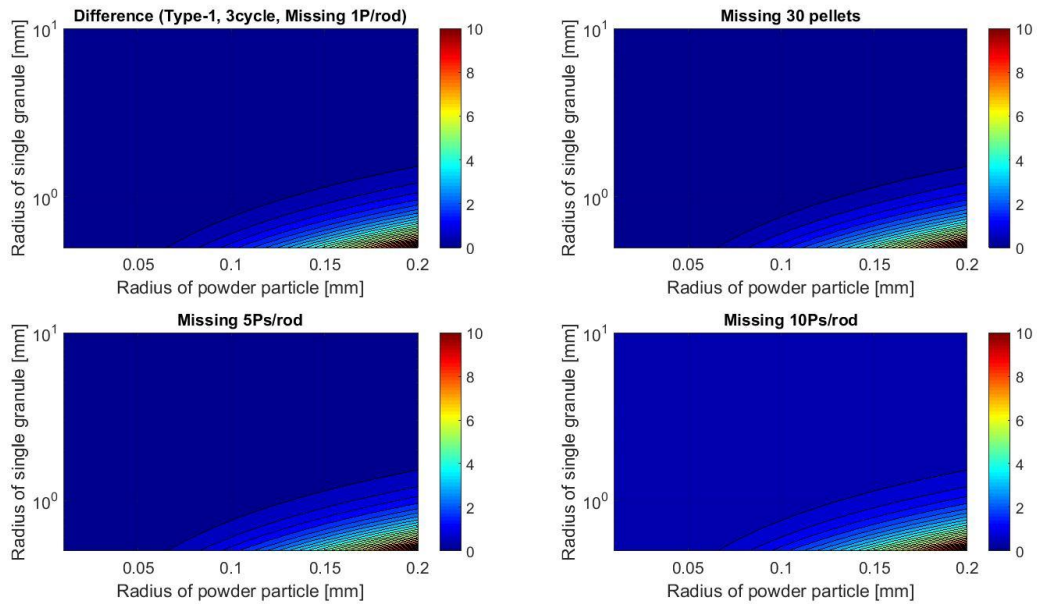 Difference (Type-1, 3cycle, Missing 1P/rod)
Radius of single granule [mm]
10^1
10^0
0.05 0.1 0.15 0.2
Radius of powder particle [mm]
10
8
6
4
2
0
Missing 30 pellets
Radius of single granule [mm]
10^1
10^0
0.05 0.1 0.15 0.2
Radius of powder particle [mm]
10
8
6
4
2
0
Missing 5Ps/rod
Radius of single granule [mm]
10^1
10^0
0.05 0.1 0.15 0.2
Radius of powder particle [mm]
10
8
6
4
2
0
Missing 10Ps/rod
Radius of single granule [mm]
10^1
10^0
0.05 0.1 0.15 0.2
Radius of powder particle [mm]
10
8
6
4
2
0